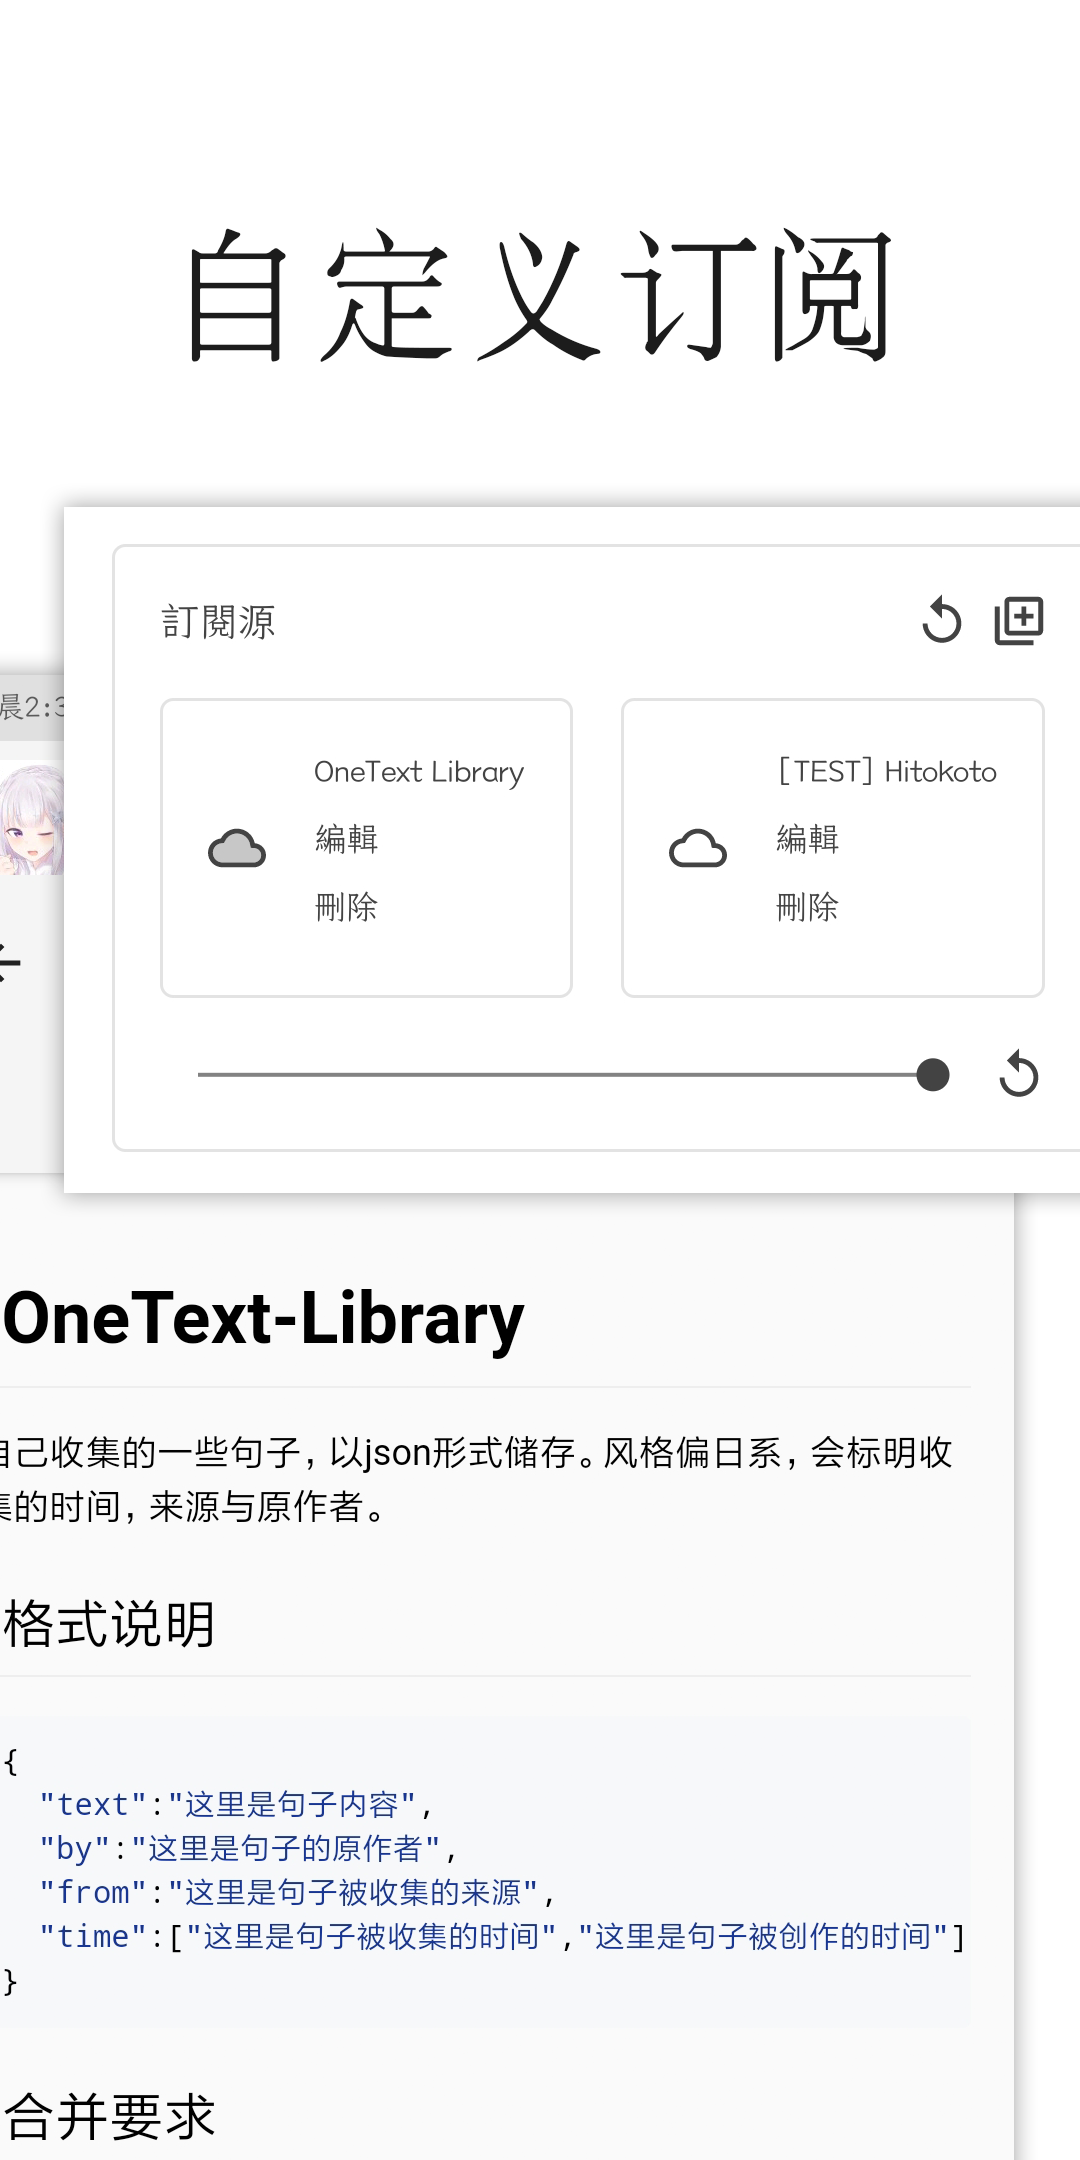 自定义订阅
訂閱源
晨2:3
OneText Library
編輯
刪除
[TEST] Hitokoto
編輯
刪除
OneText-Library
自己收集的一些句子，以json形式储存。风格偏日系，会标明收
集的时间，来源与原作者。
格式说明
{
"text":"这里是句子内容",
"by":"这里是句子的原作者",
"from":"这里是句子被收集的来源",
"time":["这里是句子被收集的时间","这里是句子被创作的时间"]
}
合并要求